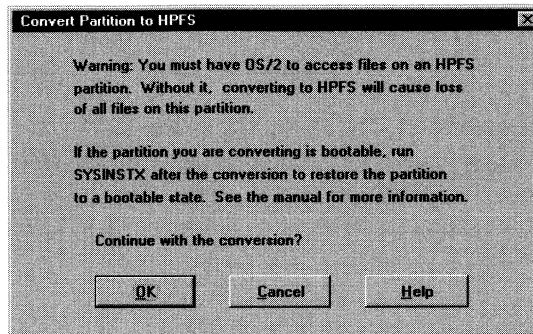 Convert Partition to HPFS
Warning: You must have OS/2 to access files on an HPFS
partition. Without it, converting to HPFS will cause loss
of all files on this partition.
If the partition you are converting is bootable, run
SYSINSTX after the conversion to restore the partition
to a bootable state. See the manual for more information.
Continue with the conversion?
OK
Cancel
Help